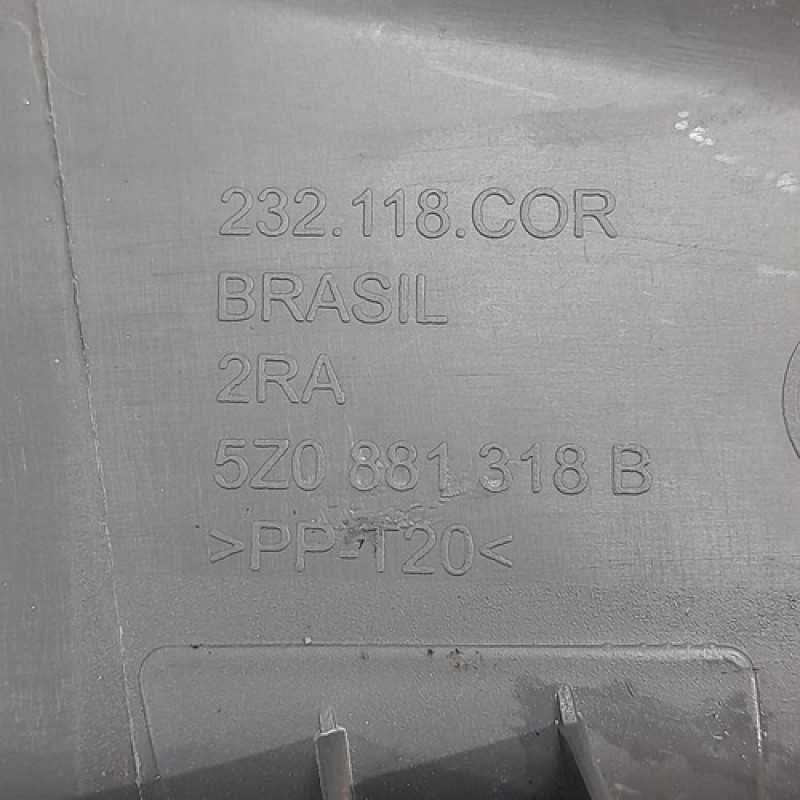 232.118.COR
BRASIL
2RA
5Z0 881 318 B
>PP-T20<